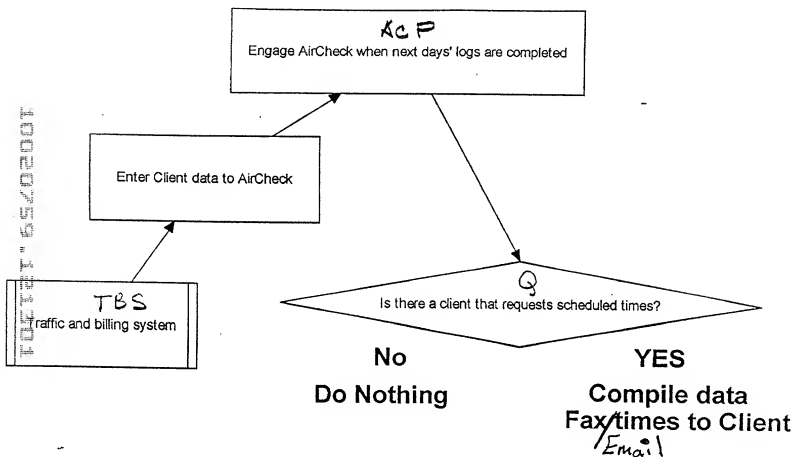 ACP
Engage AirCheck when next days' logs are completed
Enter Client data to AirCheck
TBS
Traffic and billing system
Q
Is there a client that requests scheduled times?
No
YES
Do Nothing
Compile data
Fax/times to Client
Email